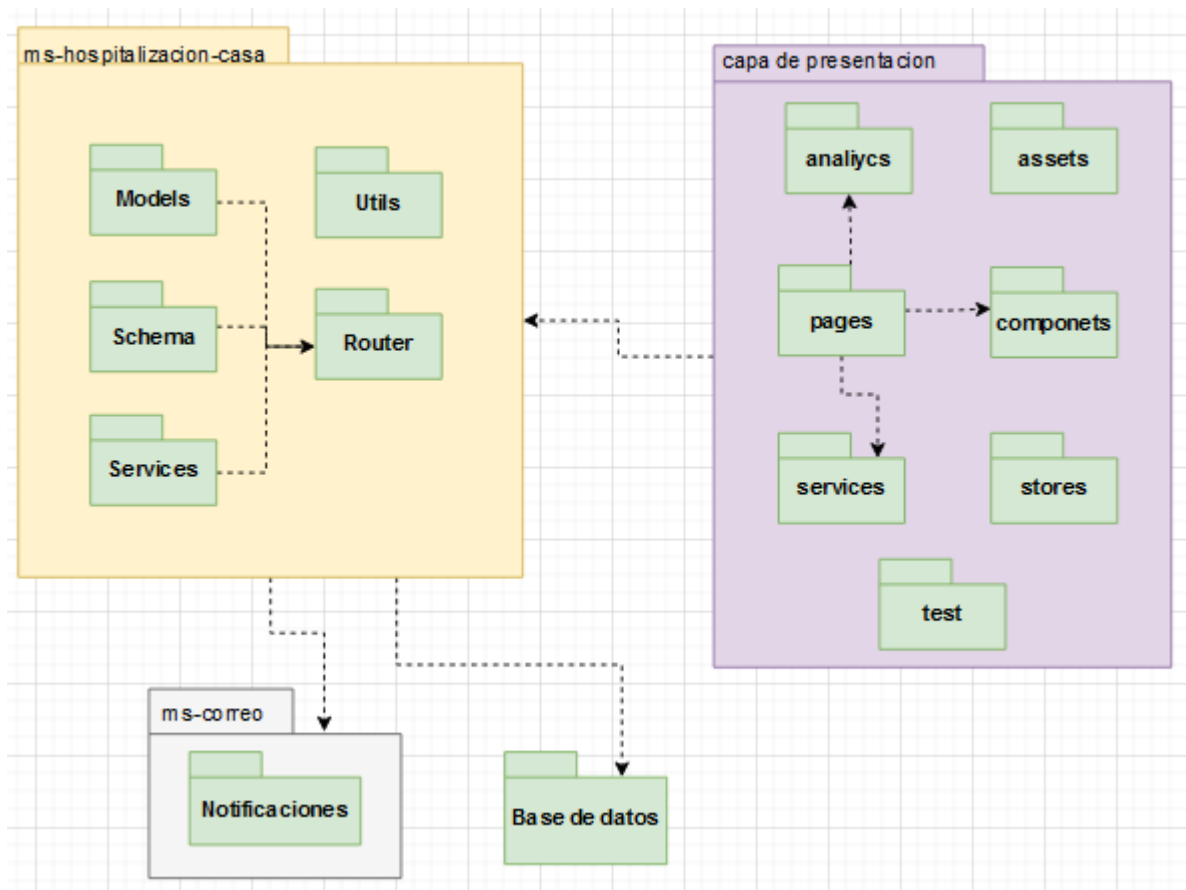 ms-hospitalizacion-casa
Models
Utils
Schema
Router
Services
capa de presentacion
analiycs
assets
pages
componets
services
stores
test
ms-correo
Notificaciones
Base de datos